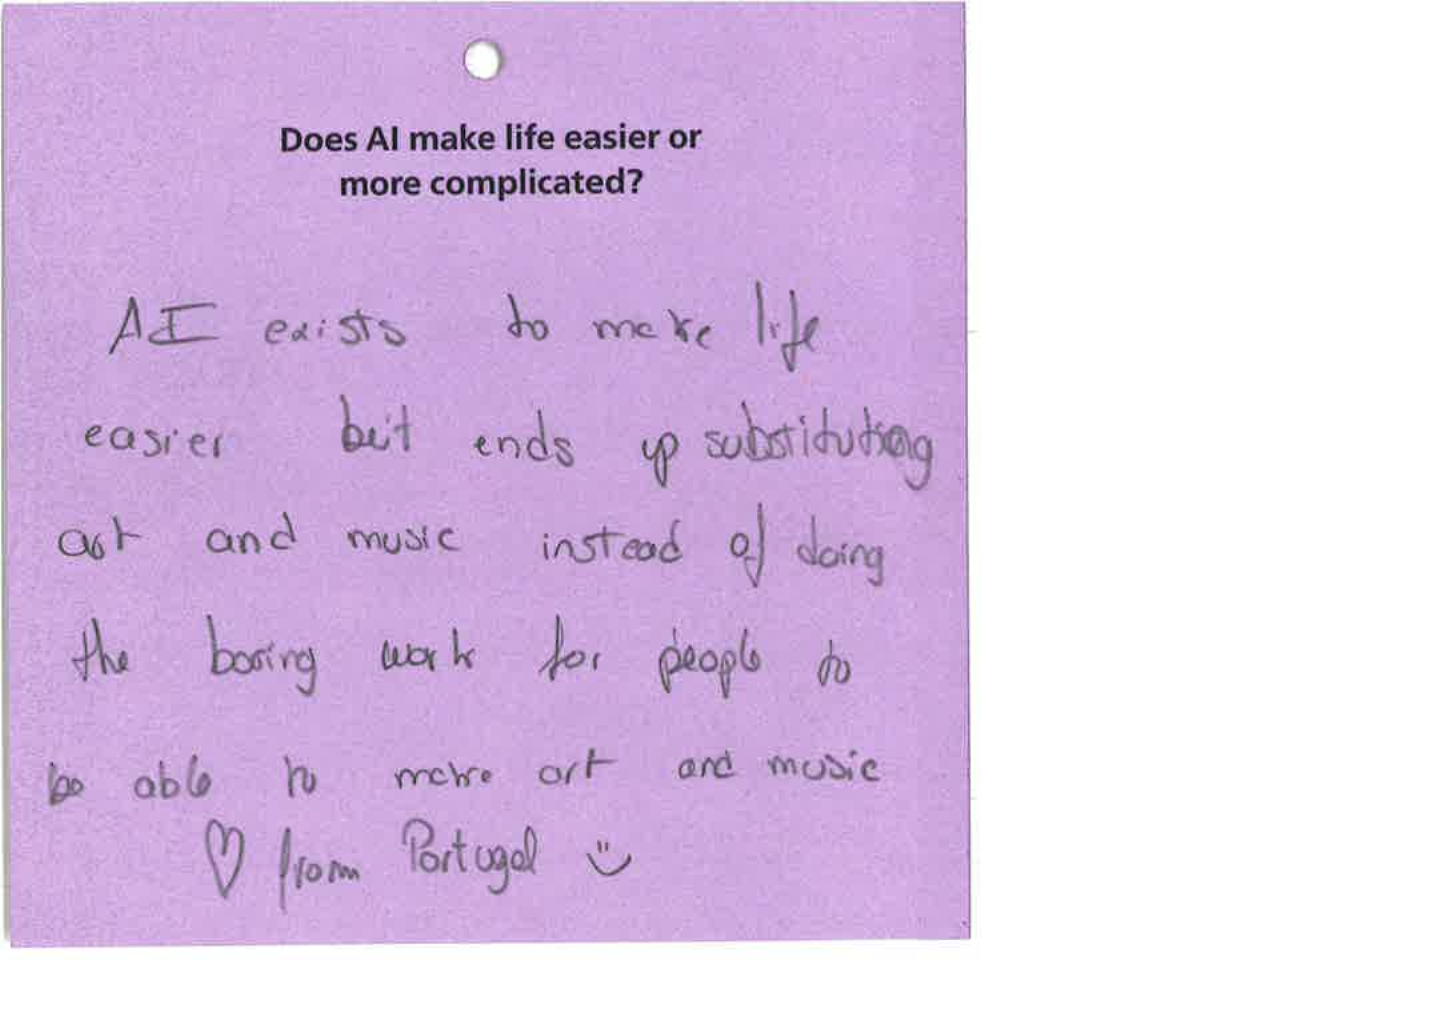 Does AI make life easier or
more complicated?
AI exists to make life
easier but ends up substituting
art and music instead of doing
the boring work for people to
be able to make art and music
♡ from Portugal ü